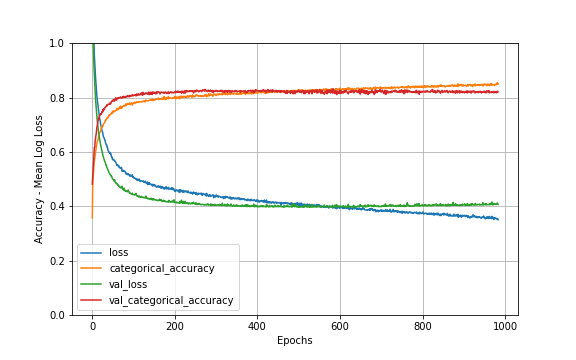 1.0
0.8
0.6
0.4
0.2
0.0
Accuracy - Mean Log Loss
loss
categorical_accuracy
val_loss
val_categorical_accuracy
0 200 400 600 800 1000
Epochs